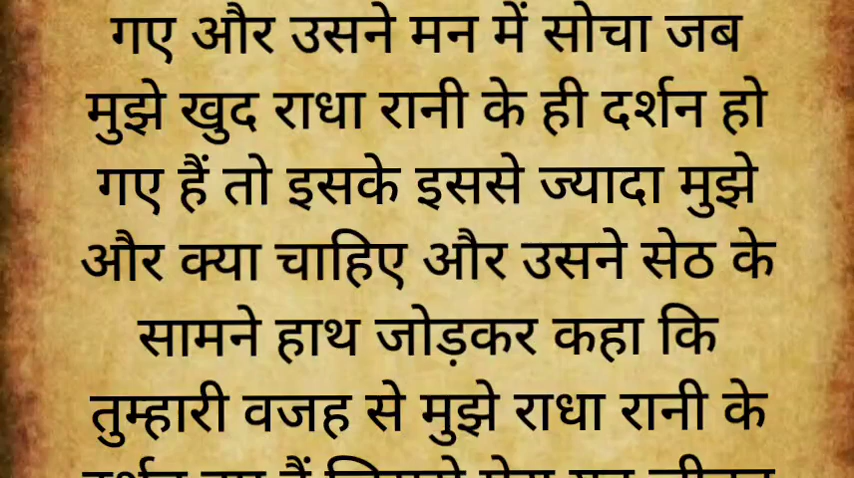 गए और उसने मन में सोचा जब
मुझे खुद राधा रानी के ही दर्शन हो
गए हैं तो इसके इससे ज्यादा मुझे
और क्या चाहिए और उसने सेठ के
सामने हाथ जोड़कर कहा कि
तुम्हारी वजह से मुझे राधा रानी के